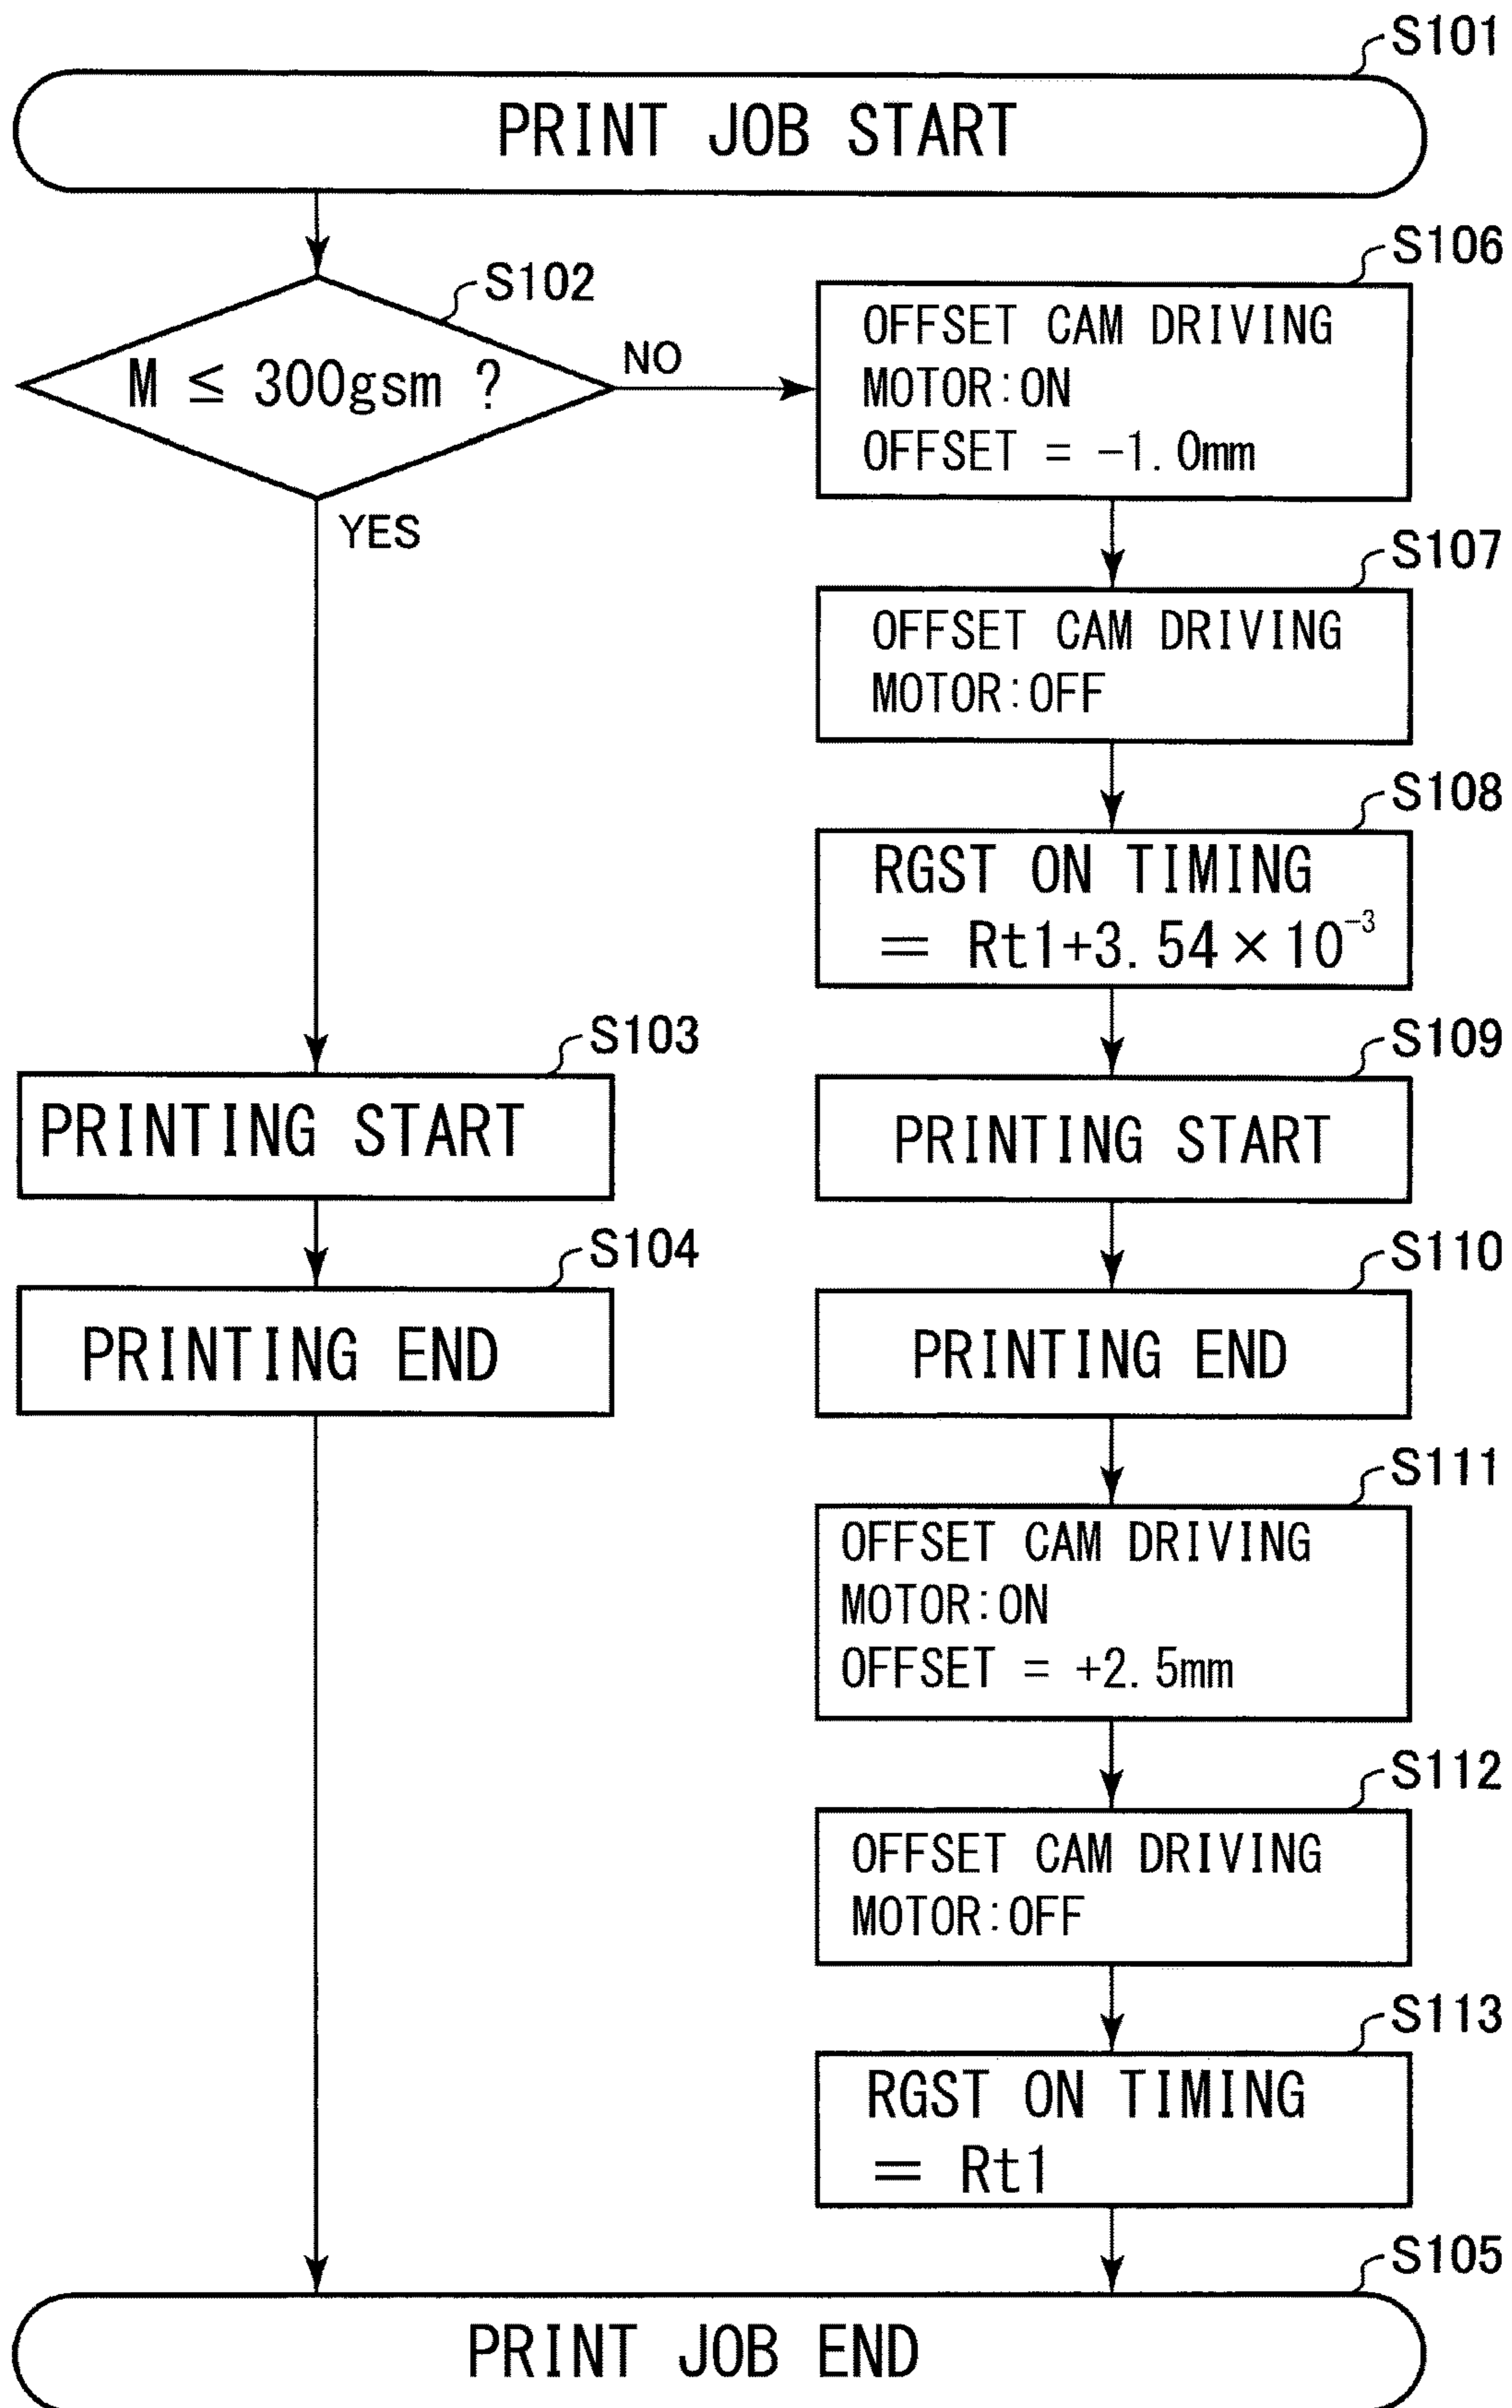 S101
PRINT JOB START
S102
M ≤ 300gsm ?
NO
YES
S106
OFFSET CAM DRIVING
MOTOR:ON
OFFSET = -1.0mm
S107
OFFSET CAM DRIVING
MOTOR:OFF
S108
RGST ON TIMING
= Rt1+3.54×10⁻³
S103
PRINTING START
S109
PRINTING START
S104
PRINTING END
S110
PRINTING END
S111
OFFSET CAM DRIVING
MOTOR:ON
OFFSET = +2.5mm
S112
OFFSET CAM DRIVING
MOTOR:OFF
S113
RGST ON TIMING
= Rt1
S105
PRINT JOB END